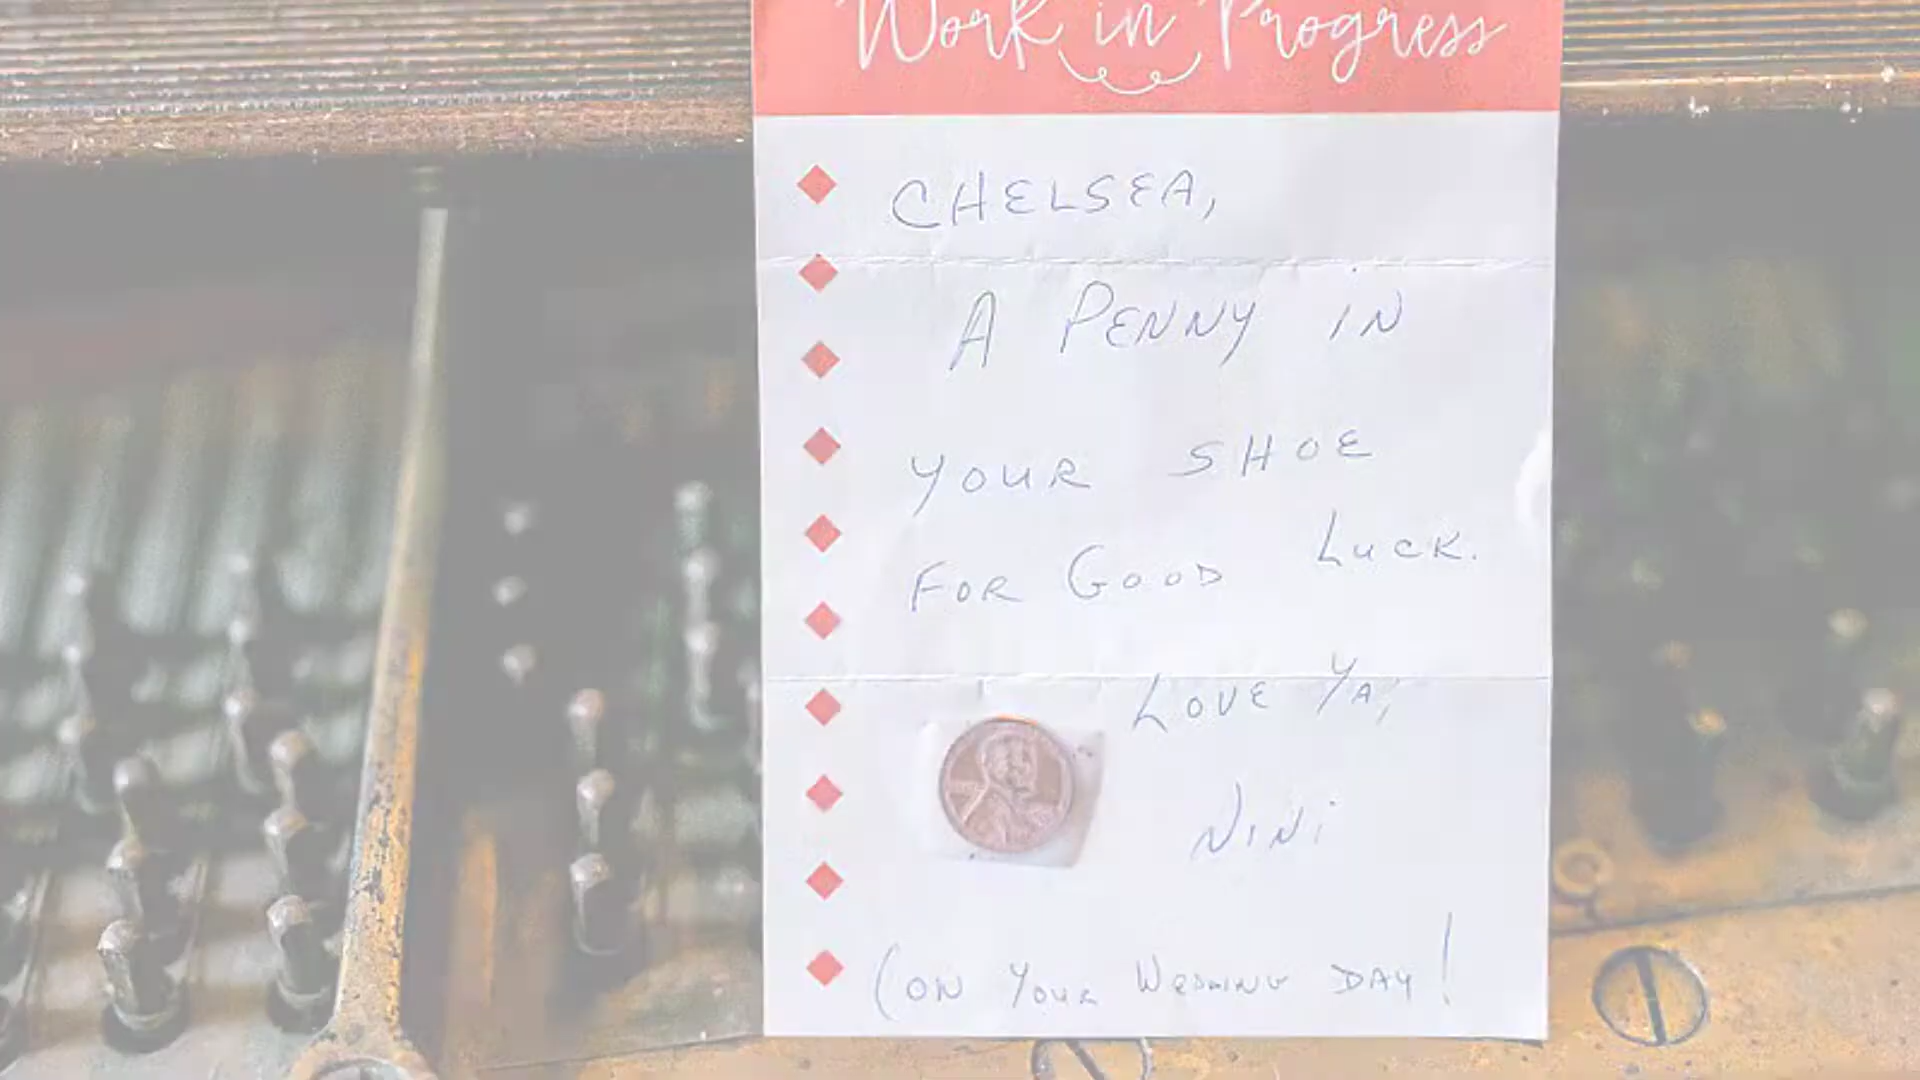 Work in Progress
CHELSEA,
A PENNY IN
YOUR SHOE
FOR GOOD LUCK.
LOVE YA,
NINI
(ON YOUR WEDDING DAY!